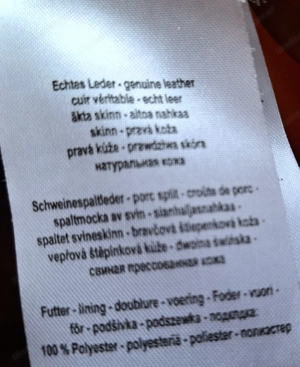 Echtes Leder - genuine leather
cuir véritable - echt leer
äkta skinn - aitoa nahkaa
skinn - pravá koža
pravá kůže - prawdziwa skóra
натуральная кожа
Schweinespaltleder - porc split - croûte de porc -
spaltmocka av svin - sianhaljasnahkaa -
spaltet svineskinn - bravčová štiepenková koža -
vepřová štěpinková kůže - dwoina świńska -
свиная прессованная кожа
Futter - lining - doublure - voering - Foder - vuori -
fôr - podšívka - podszewka - подкладка:
100 % Polyester - polyesteriä - poliester - полиэстер